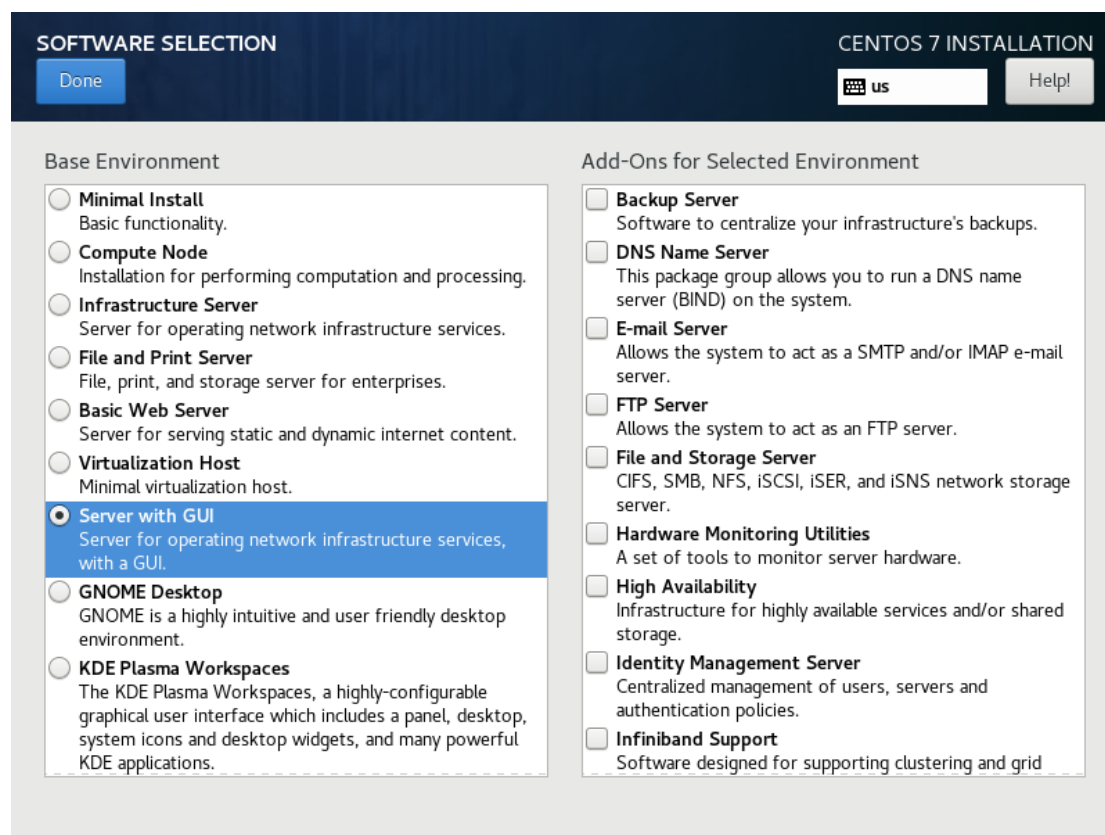 SOFTWARE SELECTION
CENTOS 7 INSTALLATION
Done
us
Help!
Base Environment
Minimal Install
Basic functionality.
Compute Node
Installation for performing computation and processing.
Infrastructure Server
Server for operating network infrastructure services.
File and Print Server
File, print, and storage server for enterprises.
Basic Web Server
Server for serving static and dynamic internet content.
Virtualization Host
Minimal virtualization host.
Server with GUI
Server for operating network infrastructure services,
with a GUI.
GNOME Desktop
GNOME is a highly intuitive and user friendly desktop
environment.
KDE Plasma Workspaces
The KDE Plasma Workspaces, a highly-configurable
graphical user interface which includes a panel, desktop,
system icons and desktop widgets, and many powerful
KDE applications.
Add-Ons for Selected Environment
Backup Server
Software to centralize your infrastructure's backups.
DNS Name Server
This package group allows you to run a DNS name
server (BIND) on the system.
E-mail Server
Allows the system to act as a SMTP and/or IMAP e-mail
server.
FTP Server
Allows the system to act as an FTP server.
File and Storage Server
CIFS, SMB, NFS, iSCSI, iSER, and iSNS network storage
server.
Hardware Monitoring Utilities
A set of tools to monitor server hardware.
High Availability
Infrastructure for highly available services and/or shared
storage.
Identity Management Server
Centralized management of users, servers and
authentication policies.
Infiniband Support
Software designed for supporting clustering and grid